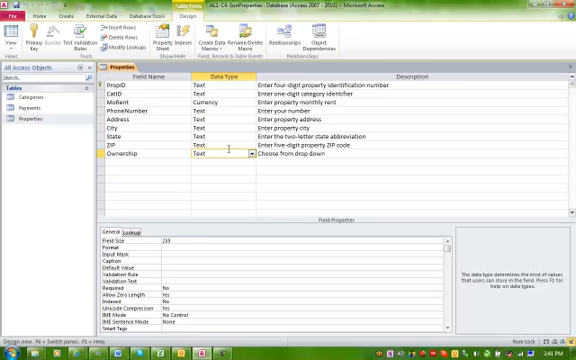 AL1-C4-SunProperties : Database (Access 2007 - 2010) ...
Table Tools
File Home Create External Data Database Tools Design
View
Primary Key
Builder
Test Validation Rules
Insert Rows
Delete Rows
Modify Lookups
Property Sheet
Indexes
Create Data Macros
Rename/Delete Macro
Relationships
Object Dependencies
Views
Tools
Show/Hide
Field, Record & Table Events
Relationships
All Access Objects
Search...
Tables
Categories
Payments
Properties
Properties
Field Name Data Type Description
PropID Text Enter four-digit property identification number
CatID Text Enter one-digit category identifier
MoRent Currency Enter property monthly rent
PhoneNumber Text Enter your number
Address Text Enter property address
City Text Enter property city
State Text Enter the two-letter state abbreviation
ZIP Text Enter five-digit property ZIP code
Ownership Text Choose from drop down
Field Properties
General Lookup
Field Size 255
Format
Input Mask
Caption
Default Value
Validation Rule
Validation Text
Required No
Allow Zero Length Yes
Indexed No
Unicode Compression Yes
IME Mode No Control
IME Sentence Mode None
Smart Tags
The data type determines the kind of values that users can store in the field. Press F1 for help on data types.
Design view. F6 = Switch panes. F1 = Help.
Num Lock
2:41 PM